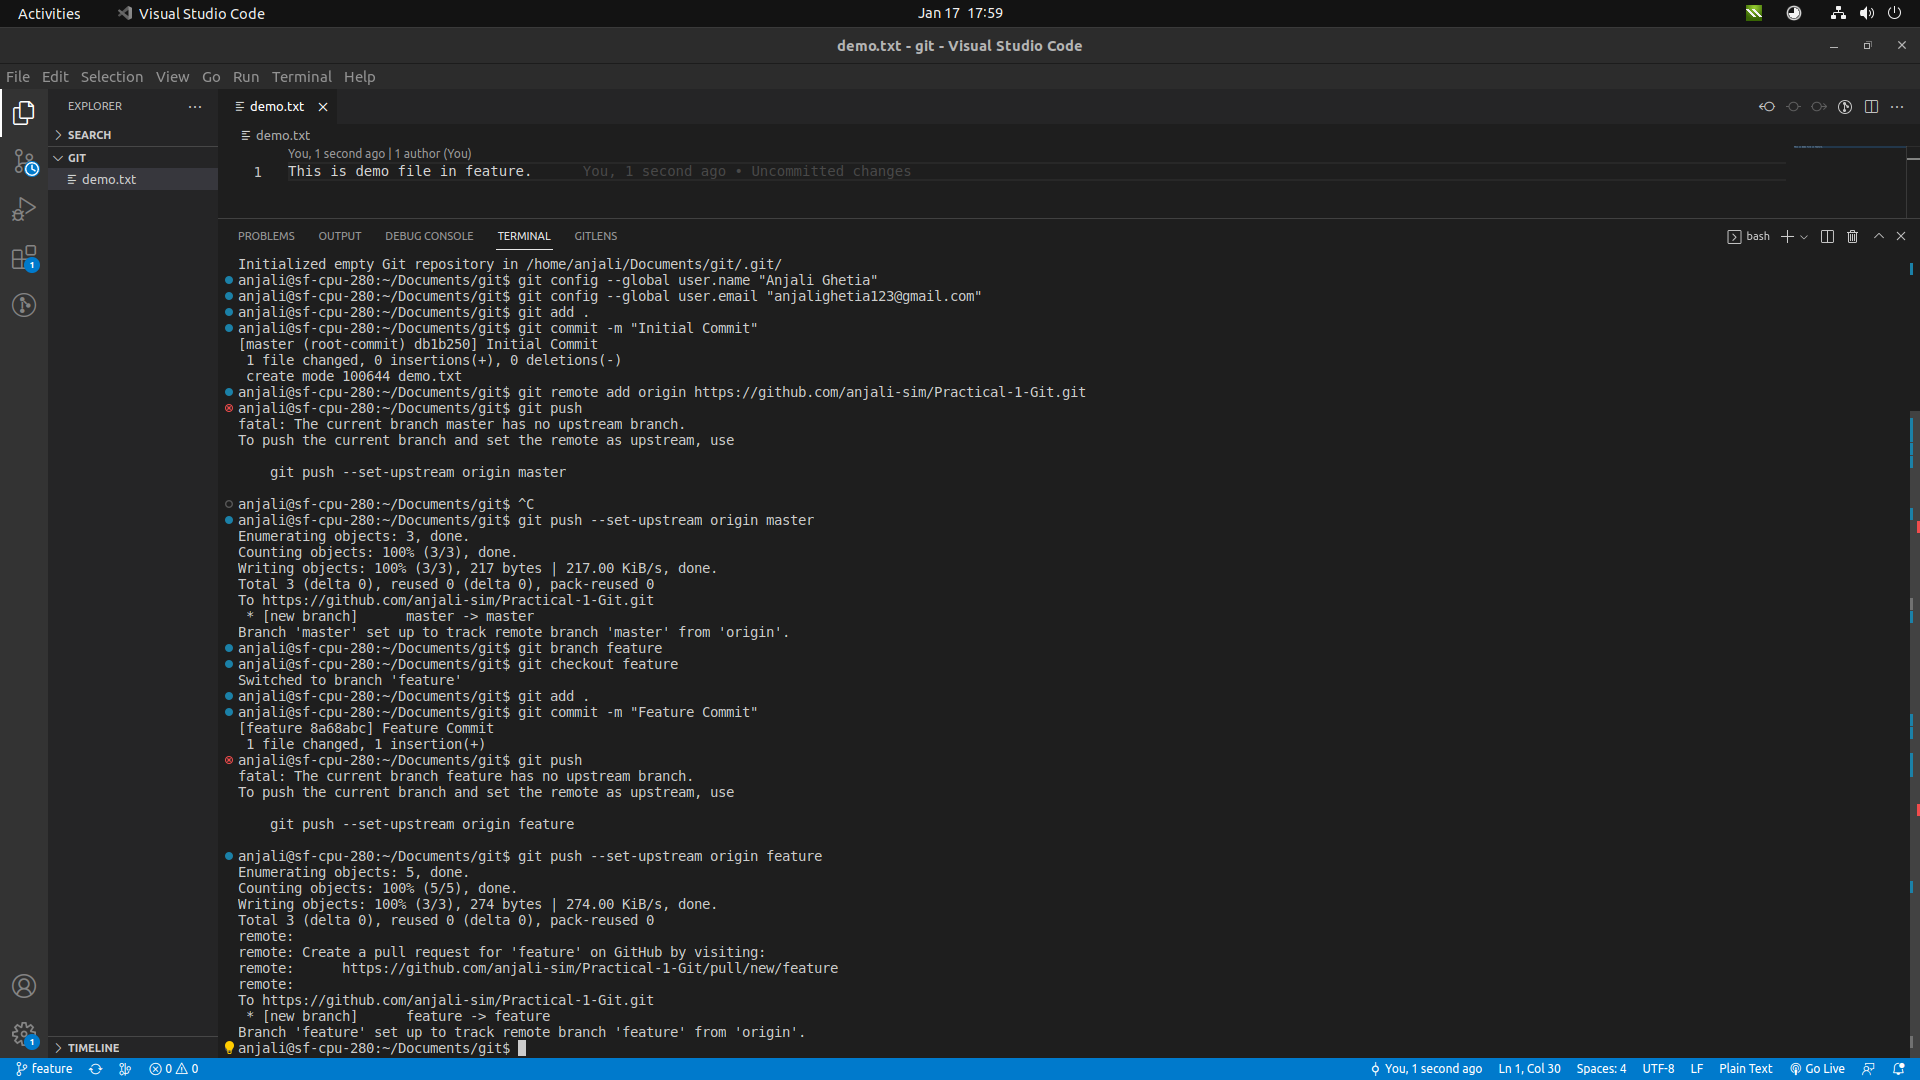 Activities
Visual Studio Code
Jan 17 17:59
demo.txt - git - Visual Studio Code
File Edit Selection View Go Run Terminal Help
EXPLORER
SEARCH
GIT
demo.txt
TIMELINE
demo.txt
demo.txt
You, 1 second ago | 1 author (You)
1 This is demo file in feature. You, 1 second ago • Uncommitted changes
PROBLEMS OUTPUT DEBUG CONSOLE TERMINAL GITLENS
bash
Initialized empty Git repository in /home/anjali/Documents/git/.git/
anjali@sf-cpu-280:~/Documents/git$ git config --global user.name "Anjali Ghetia"
anjali@sf-cpu-280:~/Documents/git$ git config --global user.email "anjalighetia123@gmail.com"
anjali@sf-cpu-280:~/Documents/git$ git add .
anjali@sf-cpu-280:~/Documents/git$ git commit -m "Initial Commit"
[master (root-commit) db1b250] Initial Commit
1 file changed, 0 insertions(+), 0 deletions(-)
create mode 100644 demo.txt
anjali@sf-cpu-280:~/Documents/git$ git remote add origin https://github.com/anjali-sim/Practical-1-Git.git
anjali@sf-cpu-280:~/Documents/git$ git push
fatal: The current branch master has no upstream branch.
To push the current branch and set the remote as upstream, use
git push --set-upstream origin master
anjali@sf-cpu-280:~/Documents/git$ ^C
anjali@sf-cpu-280:~/Documents/git$ git push --set-upstream origin master
Enumerating objects: 3, done.
Counting objects: 100% (3/3), done.
Writing objects: 100% (3/3), 217 bytes | 217.00 KiB/s, done.
Total 3 (delta 0), reused 0 (delta 0), pack-reused 0
To https://github.com/anjali-sim/Practical-1-Git.git
* [new branch] master -> master
Branch 'master' set up to track remote branch 'master' from 'origin'.
anjali@sf-cpu-280:~/Documents/git$ git branch feature
anjali@sf-cpu-280:~/Documents/git$ git checkout feature
Switched to branch 'feature'
anjali@sf-cpu-280:~/Documents/git$ git add .
anjali@sf-cpu-280:~/Documents/git$ git commit -m "Feature Commit"
[feature 8a68abc] Feature Commit
1 file changed, 1 insertion(+)
anjali@sf-cpu-280:~/Documents/git$ git push
fatal: The current branch feature has no upstream branch.
To push the current branch and set the remote as upstream, use
git push --set-upstream origin feature
anjali@sf-cpu-280:~/Documents/git$ git push --set-upstream origin feature
Enumerating objects: 5, done.
Counting objects: 100% (5/5), done.
Writing objects: 100% (3/3), 274 bytes | 274.00 KiB/s, done.
Total 3 (delta 0), reused 0 (delta 0), pack-reused 0
remote:
remote: Create a pull request for 'feature' on GitHub by visiting:
remote: https://github.com/anjali-sim/Practical-1-Git/pull/new/feature
remote:
To https://github.com/anjali-sim/Practical-1-Git.git
* [new branch] feature -> feature
Branch 'feature' set up to track remote branch 'feature' from 'origin'.
anjali@sf-cpu-280:~/Documents/git$
feature 0 0 You, 1 second ago Ln 1, Col 30 Spaces: 4 UTF-8 LF Plain Text Go Live
1
1